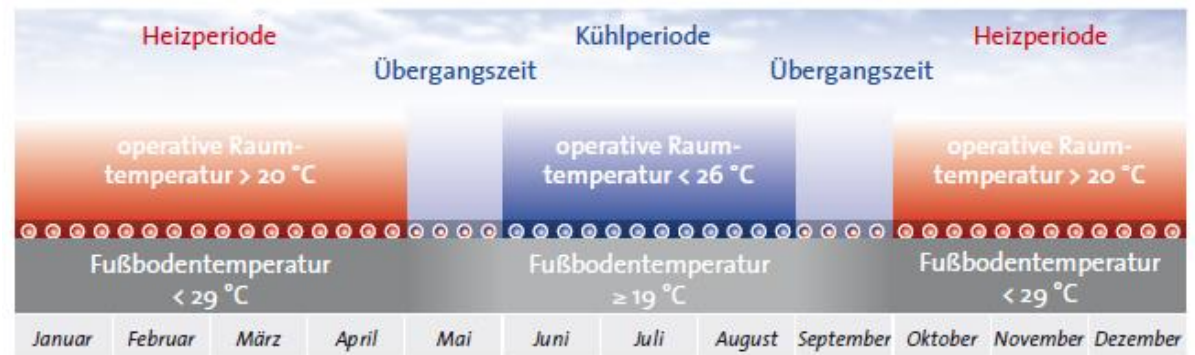 Heizperiode
Kühlperiode
Heizperiode
Übergangszeit
Übergangszeit
operative Raum-
temperatur > 20 °C
operative Raum-
temperatur < 26 °C
operative Raum-
temperatur > 20 °C
Fußbodentemperatur
< 29 °C
Fußbodentemperatur
≥ 19 °C
Fußbodentemperatur
< 29 °C
Januar Februar März April Mai Juni Juli August September Oktober November Dezember